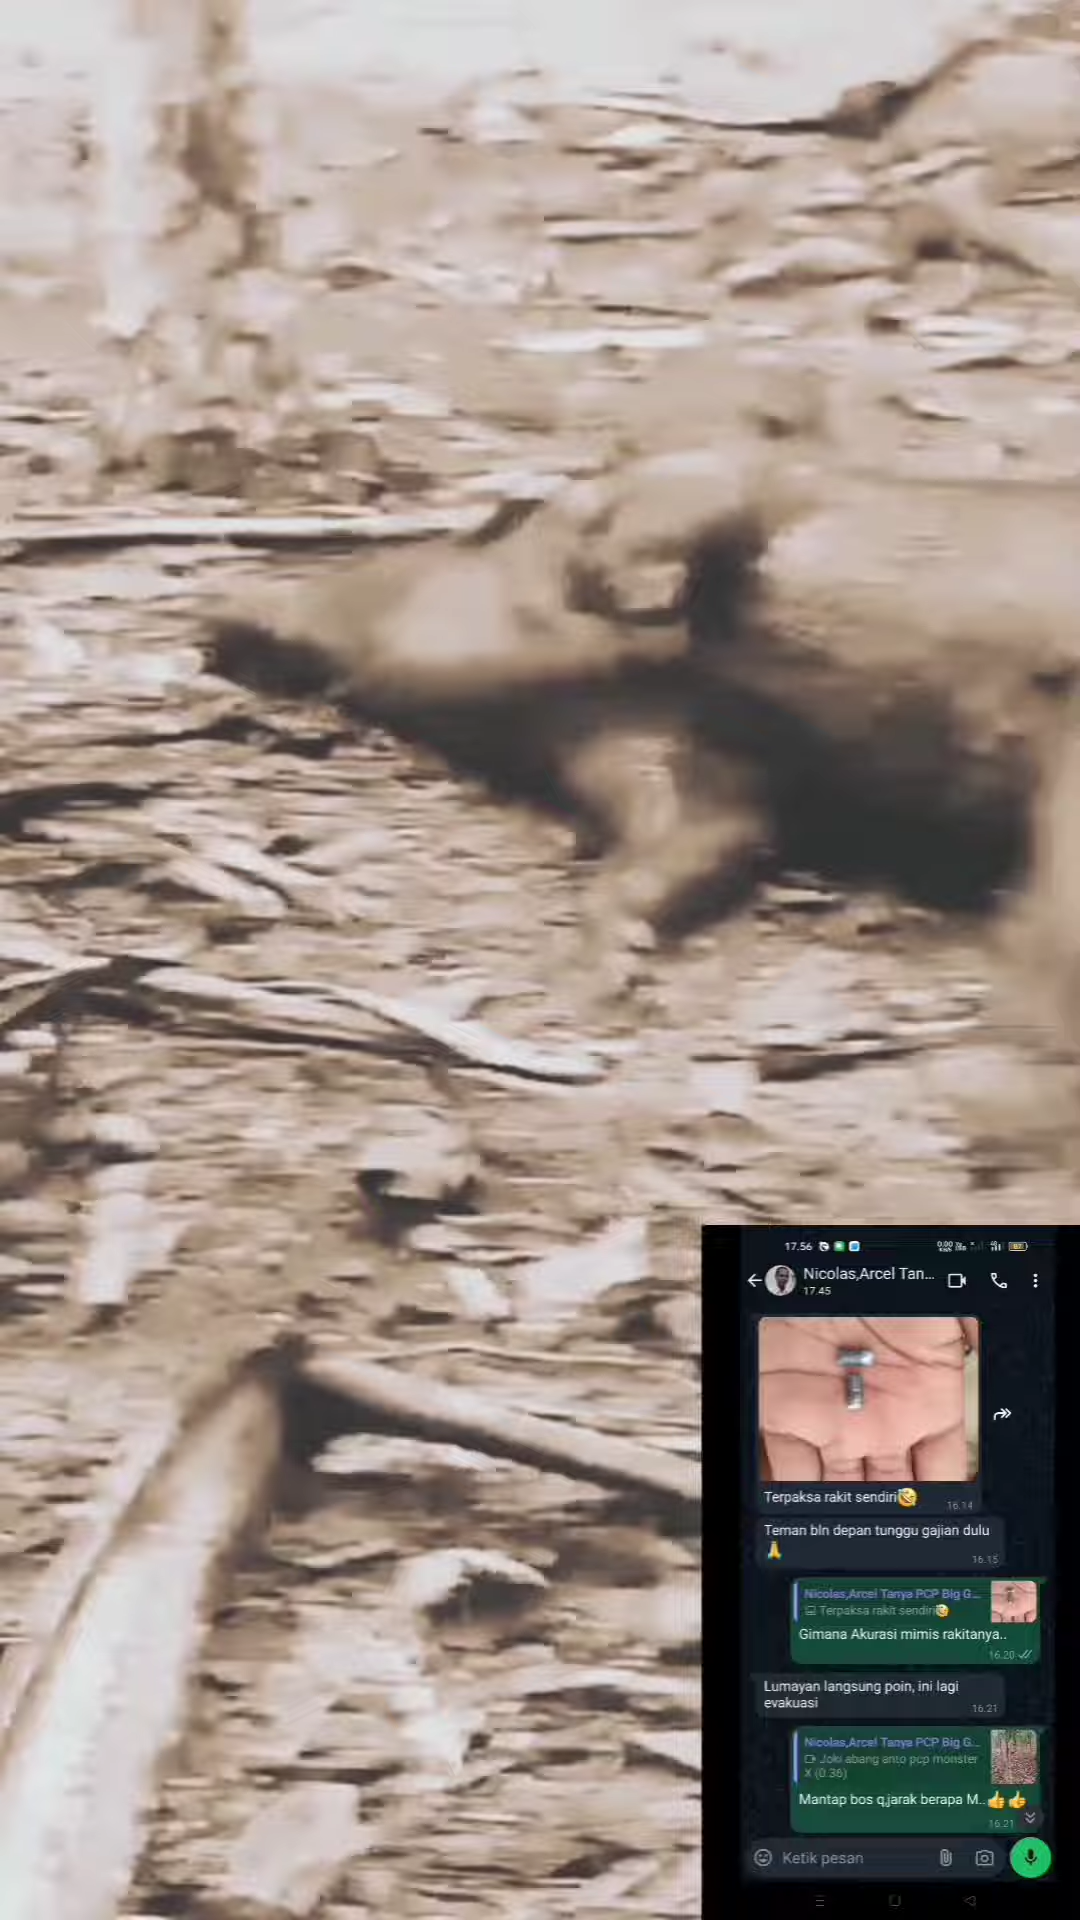 17.56
Nicolas,Arcel Tan...
17.45
Terpaksa rakit sendiri🤣
16.14
Teman bln depan tunggu gajian dulu
🙏
16.15
Nicolas,Arcel Tanya PCP Big G...
Terpaksa rakit sendiri🤣
Gimana Akurasi mimis rakitanya..
16.20
Lumayan langsung poin, ini lagi
evakuasi
16.21
Nicolas,Arcel Tanya PCP Big G...
Joki abang anto pcp monster
X (0.36)
Mantap bos q,jarak berapa M..👍👍
16.21
Ketik pesan